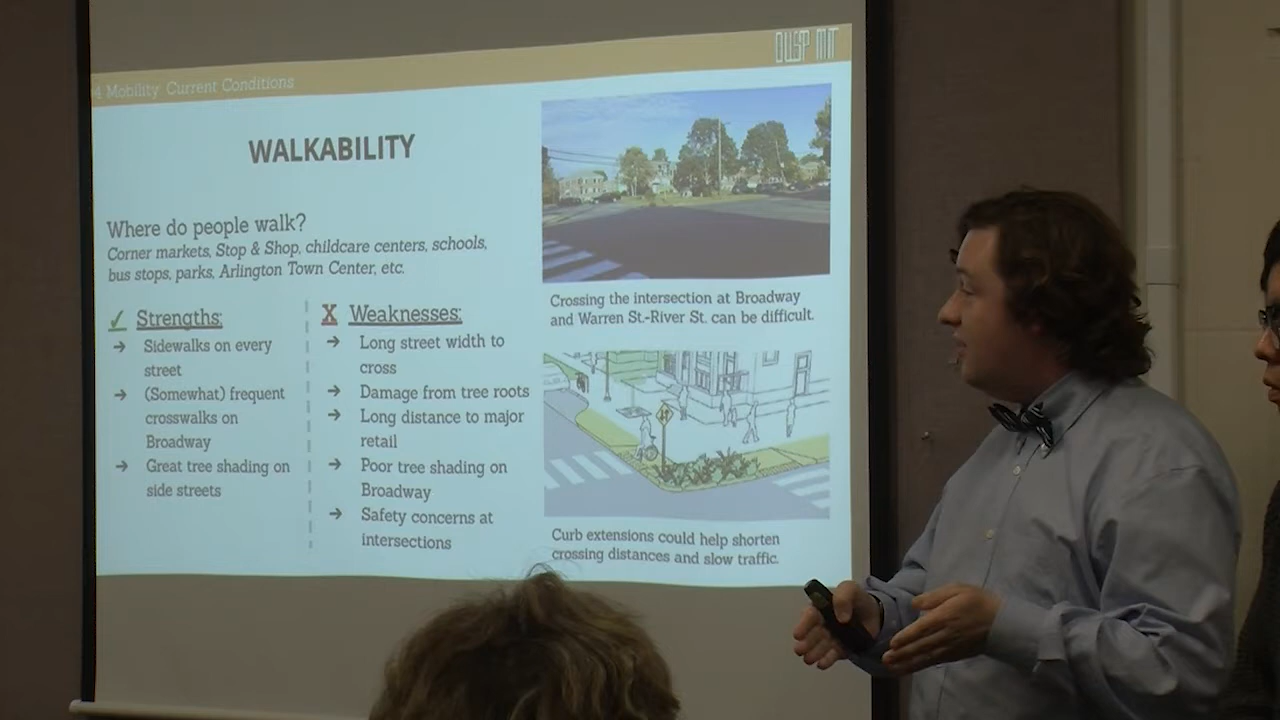 4 Mobility: Current Conditions
DUSP MIT
WALKABILITY
Where do people walk?
Corner markets, Stop & Shop, childcare centers, schools,
bus stops, parks, Arlington Town Center, etc.
✓ Strengths:
→ Sidewalks on every
street
→ (Somewhat) frequent
crosswalks on
Broadway
→ Great tree shading on
side streets
X Weaknesses:
→ Long street width to
cross
→ Damage from tree roots
→ Long distance to major
retail
→ Poor tree shading on
Broadway
→ Safety concerns at
intersections
Crossing the intersection at Broadway
and Warren St.-River St. can be difficult.
Curb extensions could help shorten
crossing distances and slow traffic.